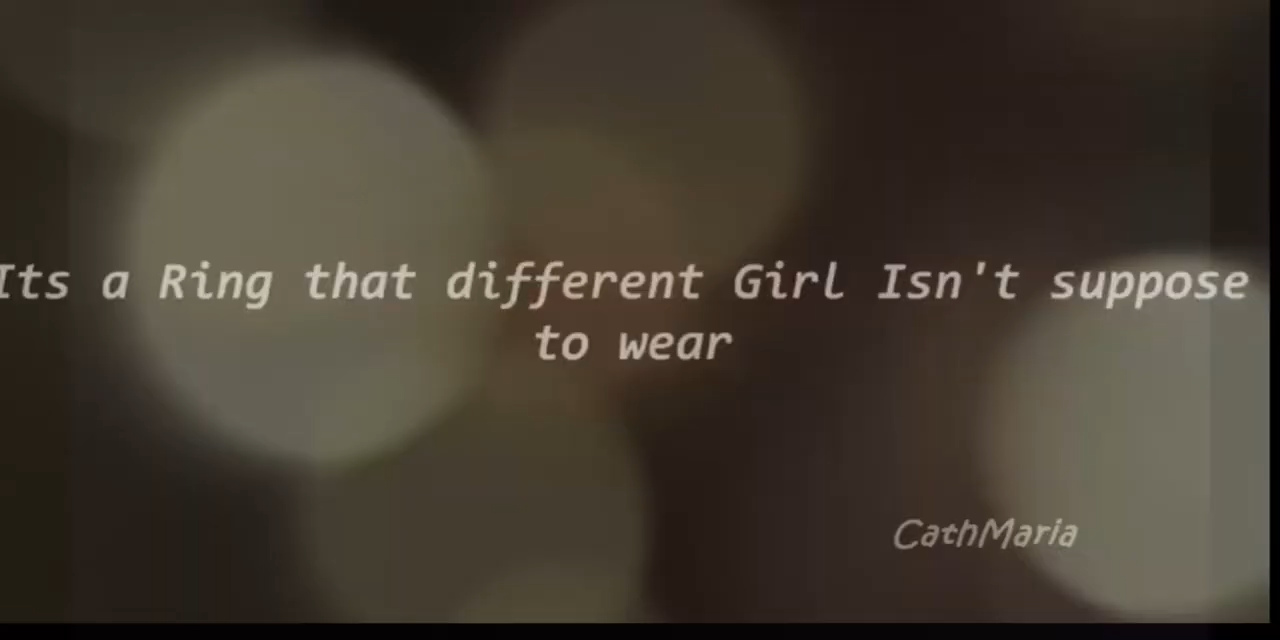 Its a Ring that different Girl Isn't suppose
to wear
CathMaria